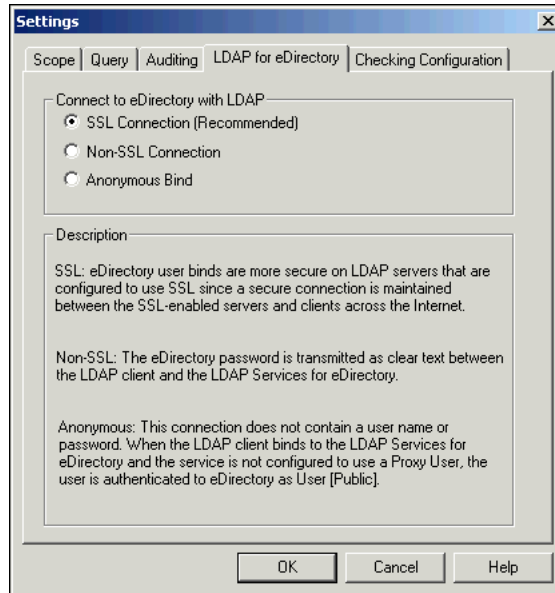 Settings
Scope Query Auditing LDAP for eDirectory Checking Configuration
Connect to eDirectory with LDAP
SSL Connection (Recommended)
Non-SSL Connection
Anonymous Bind
Description
SSL: eDirectory user binds are more secure on LDAP servers that are
configured to use SSL since a secure connection is maintained
between the SSL-enabled servers and clients across the Internet.
Non-SSL: The eDirectory password is transmitted as clear text between
the LDAP client and the LDAP Services for eDirectory.
Anonymous: This connection does not contain a user name or
password. When the LDAP client binds to the LDAP Services for
eDirectory and the service is not configured to use a Proxy User, the
user is authenticated to eDirectory as User [Public].
OK Cancel Help